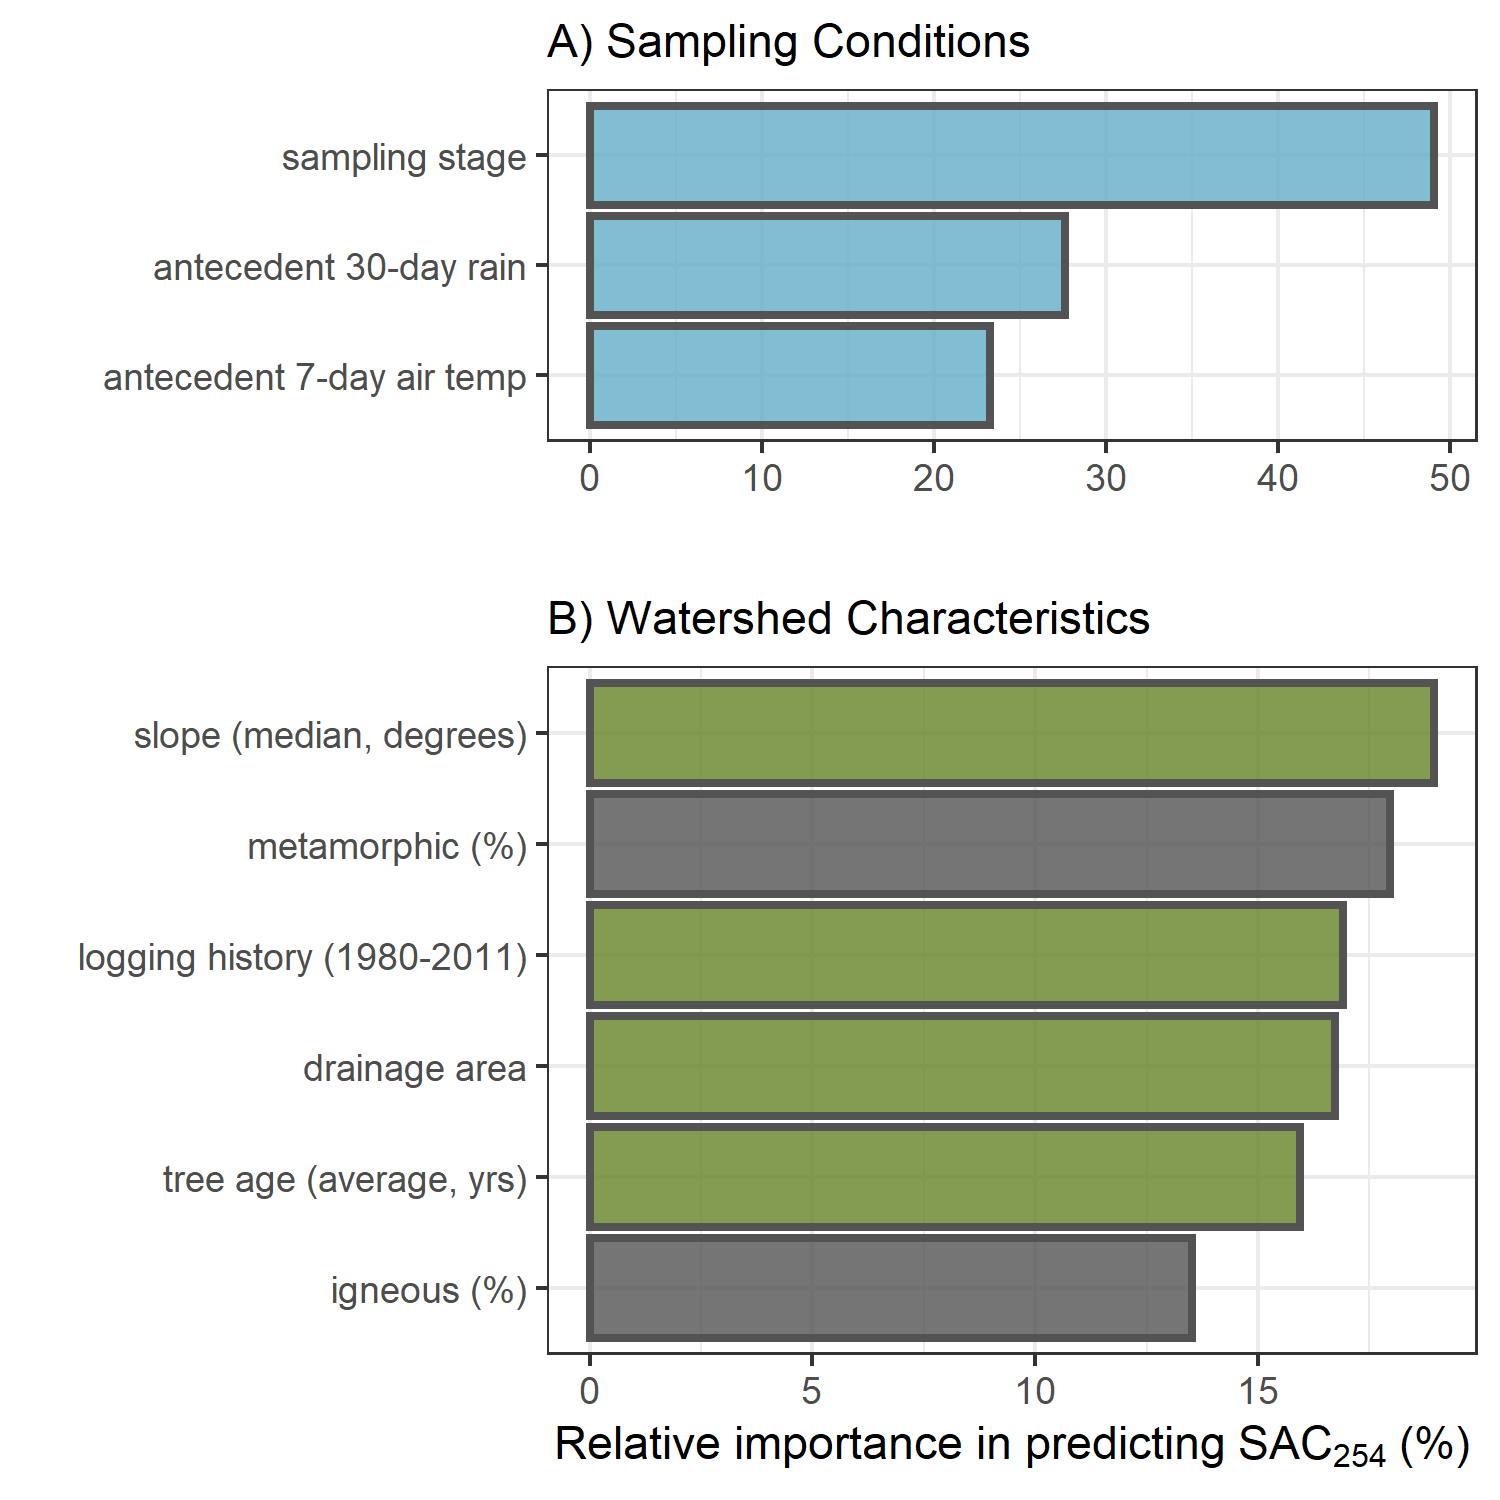 A) Sampling Conditions
sampling stage
antecedent 30-day rain
antecedent 7-day air temp
0 10 20 30 40 50
B) Watershed Characteristics
slope (median, degrees)
metamorphic (%)
logging history (1980-2011)
drainage area
tree age (average, yrs)
igneous (%)
0 5 10 15
Relative importance in predicting SAC₂₅₄ (%)